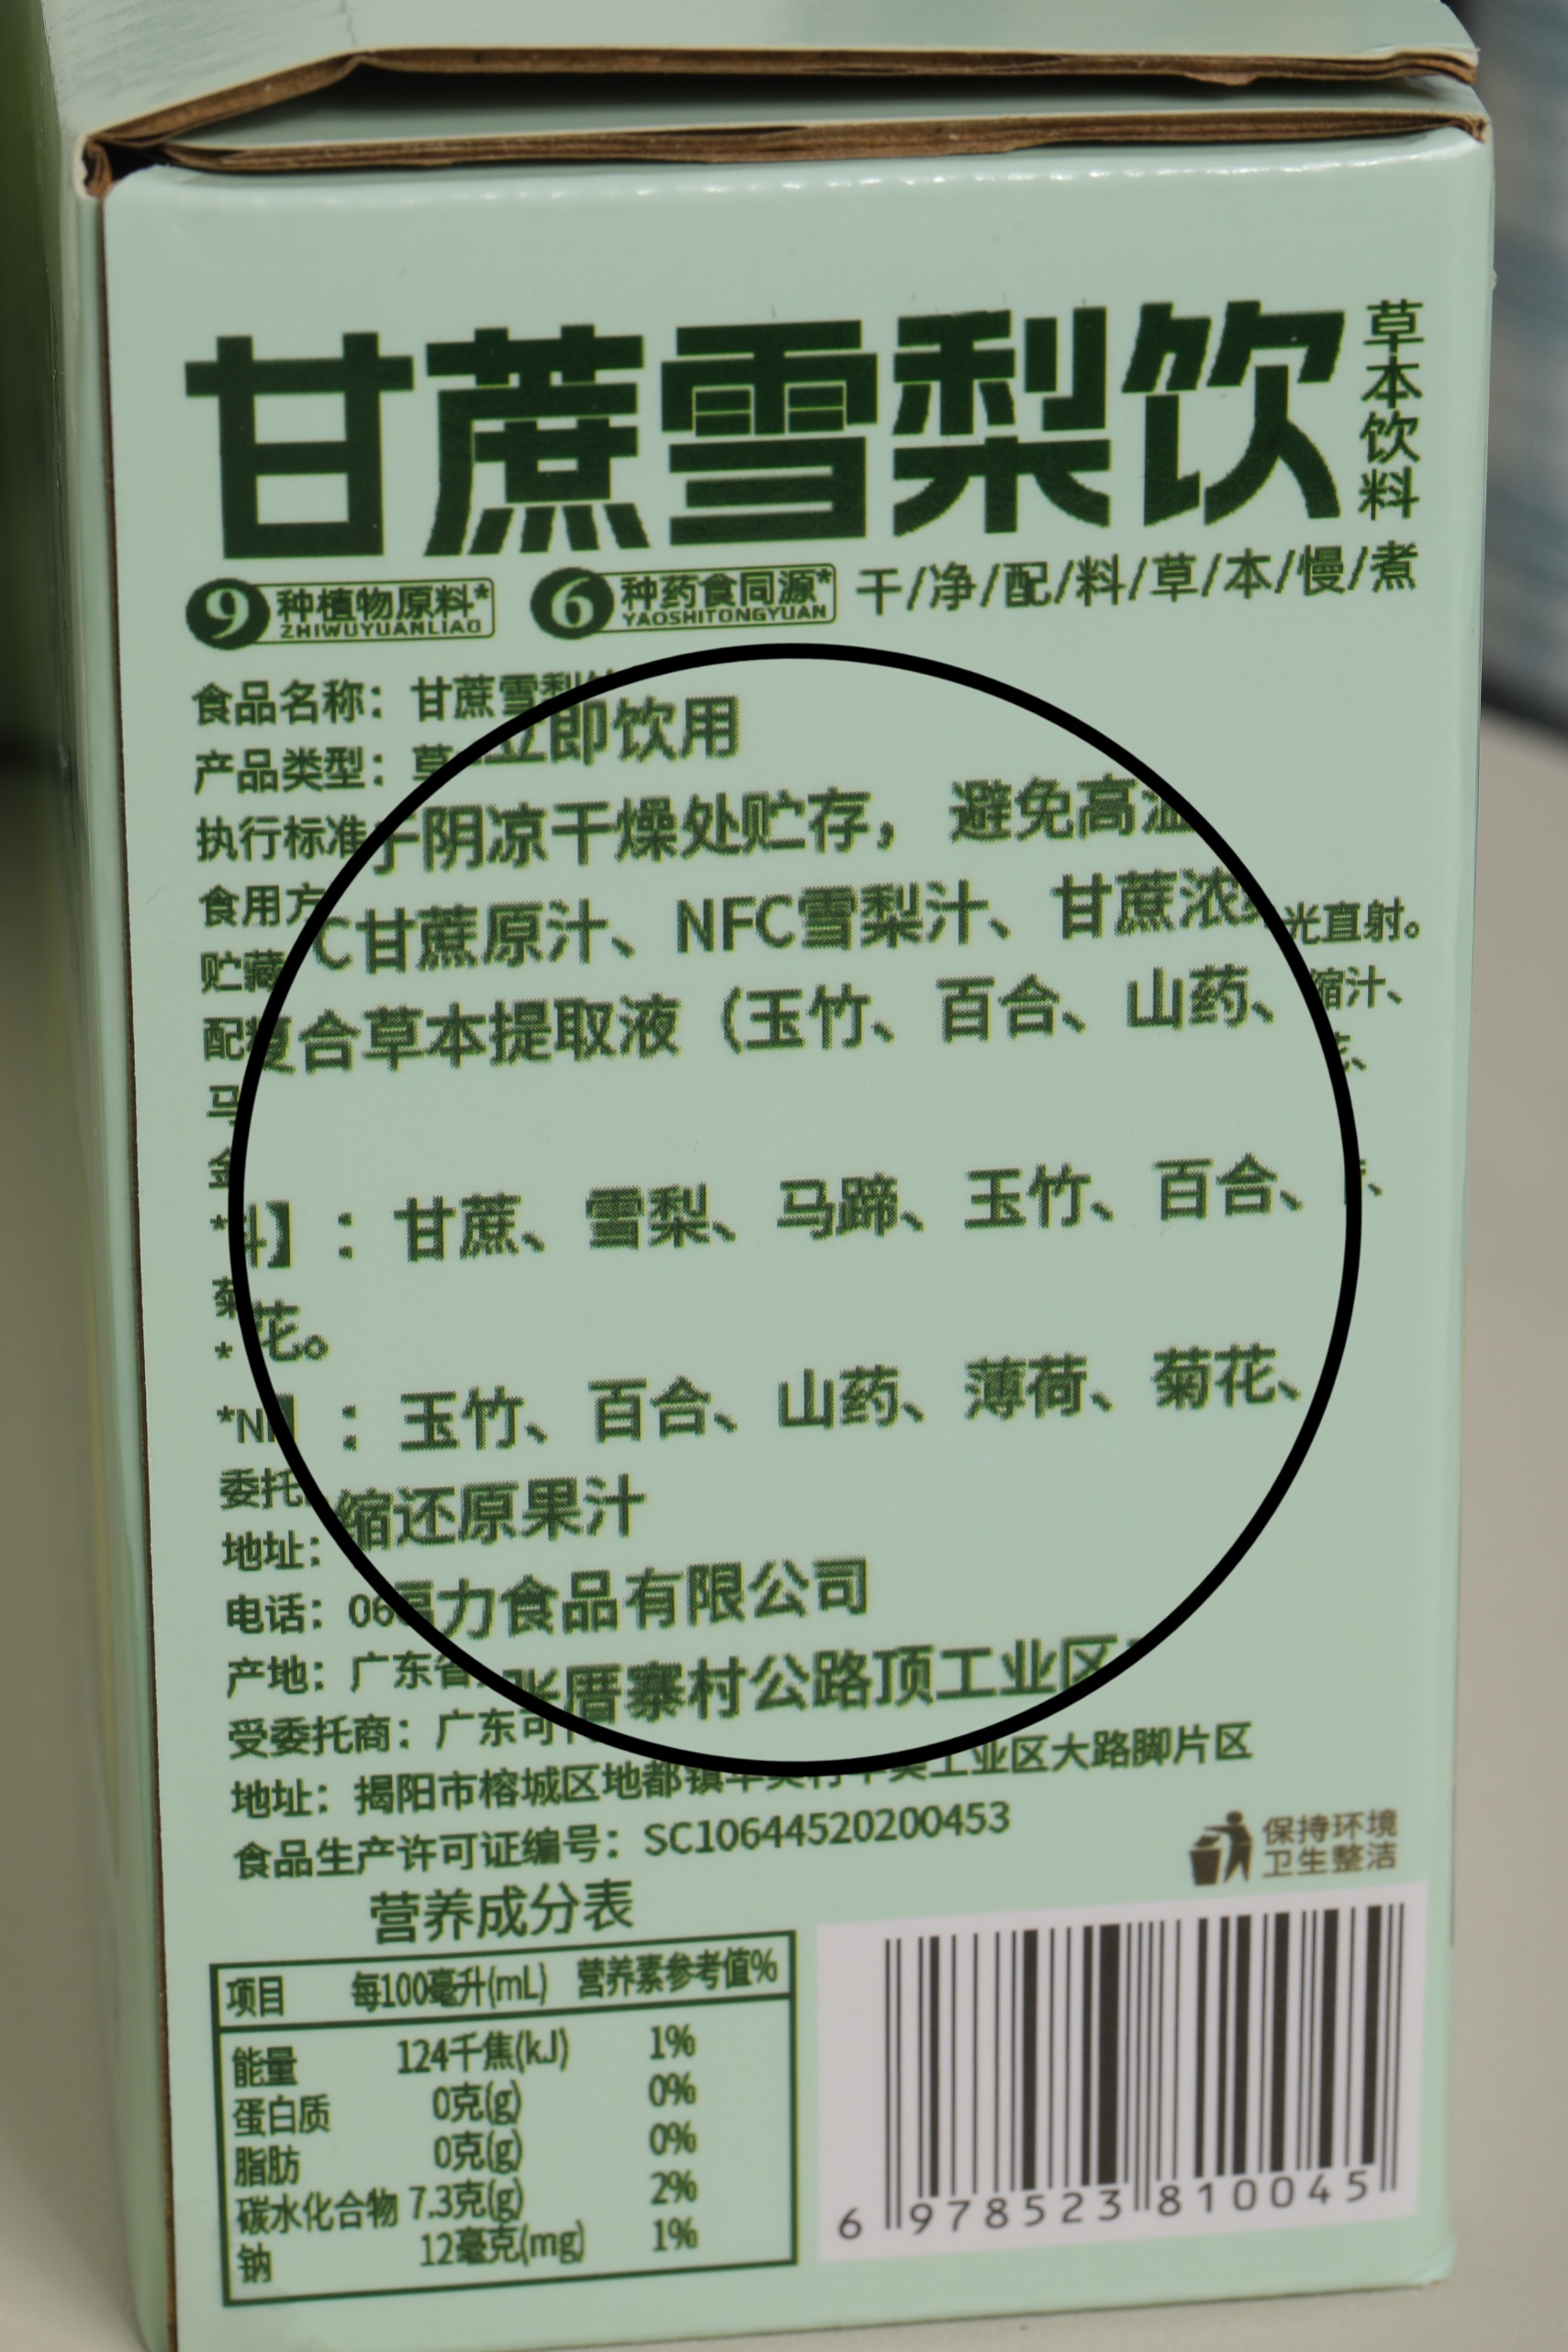 甘蔗雪梨饮
草本饮料
9 种植物原料*
ZHIWUYUANLIAO
6 种药食同源*
YAOSHITONGYUAN
干/净/配/料/草/本/慢/煮
食品名称：甘蔗雪梨
产品类型：草
执行标准
食用方
贮藏
配料
马
金
*
菊
*
*N
委托
地址：
电话：06
产地：广东省
受委托商：广东可
地址：揭阳市榕城区地都镇 工业区大路脚片区
食品生产许可证编号：SC10644520200453
立即饮用
于阴凉干燥处贮存，避免高温
C甘蔗原汁、NFC雪梨汁、甘蔗浓
复合草本提取液（玉竹、百合、山药、
料】：甘蔗、雪梨、马蹄、玉竹、百合、
花。
】：玉竹、百合、山药、薄荷、菊花、
缩还原果汁
力食品有限公司
厝寨村公路顶工业区
光直射。
缩汁、
、
、
保持环境
卫生整洁
营养成分表
项目 每100毫升(mL) 营养素参考值%
能量 124千焦(kJ) 1%
蛋白质 0克(g) 0%
脂肪 0克(g) 0%
碳水化合物 7.3克(g) 2%
钠 12毫克(mg) 1%
6 978523 810045